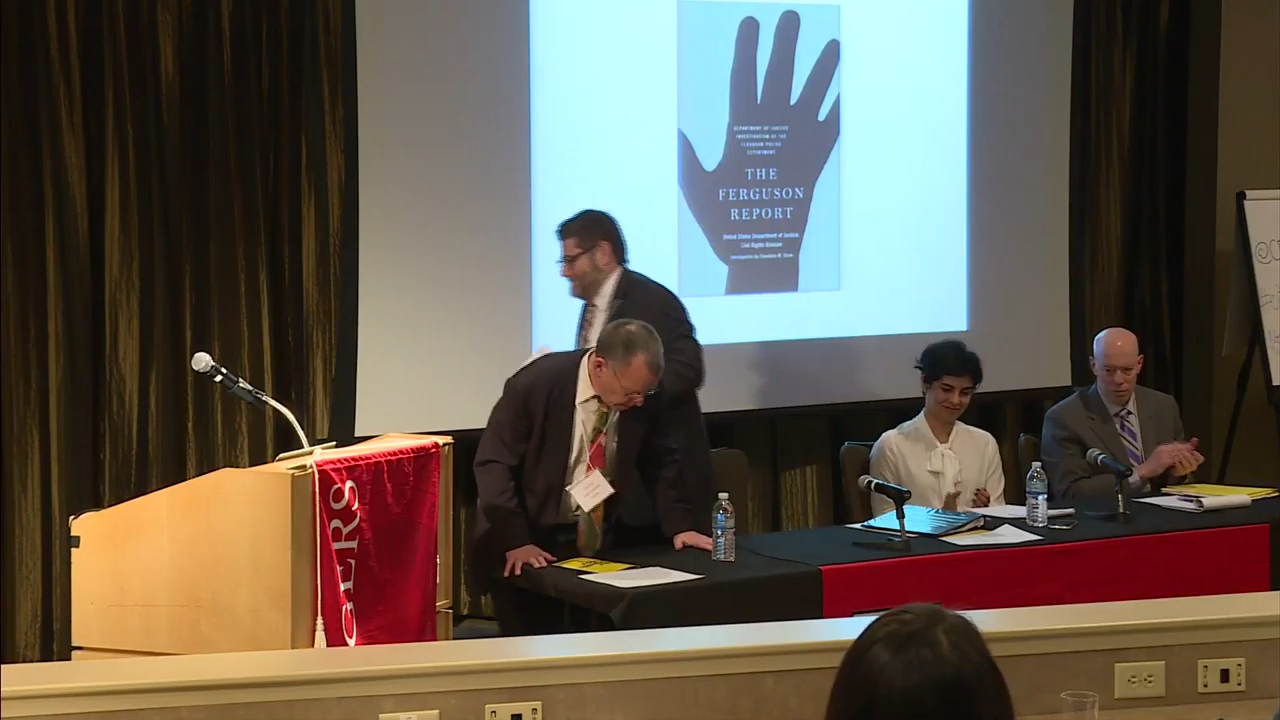 DEPARTMENT OF JUSTICE
INVESTIGATION OF THE
FERGUSON POLICE
DEPARTMENT
THE
FERGUSON
REPORT
United States Department of Justice
Civil Rights Division
GERS